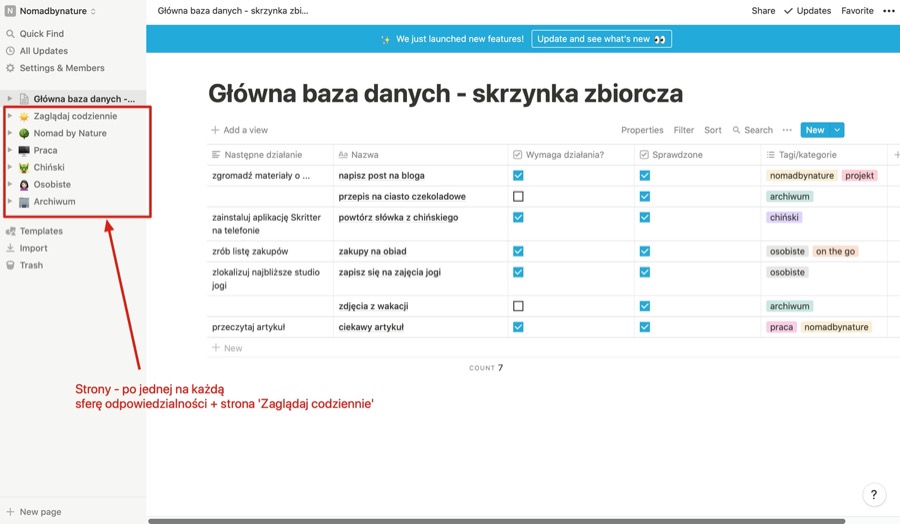 N Nomadbynature
Quick Find
All Updates
Settings & Members
Główna baza danych -...
Zaglądaj codziennie
Nomad by Nature
Praca
Chiński
Osobiste
Archiwum
Templates
Import
Trash
New page
Główna baza danych - skrzynka zbi...
Share Updates Favorite
We just launched new features! Update and see what's new
Główna baza danych - skrzynka zbiorcza
Add a view Properties Filter Sort Search New
Następne działanie Nazwa Wymaga działania? Sprawdzone Tagi/kategorie
zgromadź materiały o ... napisz post na bloga nomadbynature projekt
przepis na ciasto czekoladowe archiwum
zainstaluj aplikację Skritter powtórz słówka z chińskiego chiński
na telefonie
zrób listę zakupów zakupy na obiad osobiste on the go
zlokalizuj najbliższe studio zapisz się na zajęcia jogi osobiste
jogi
zdjęcia z wakacji archiwum
przeczytaj artykuł ciekawy artykuł praca nomadbynature
New
COUNT 7
Strony - po jednej na każdą
sferę odpowiedzialności + strona 'Zaglądaj codziennie'
?